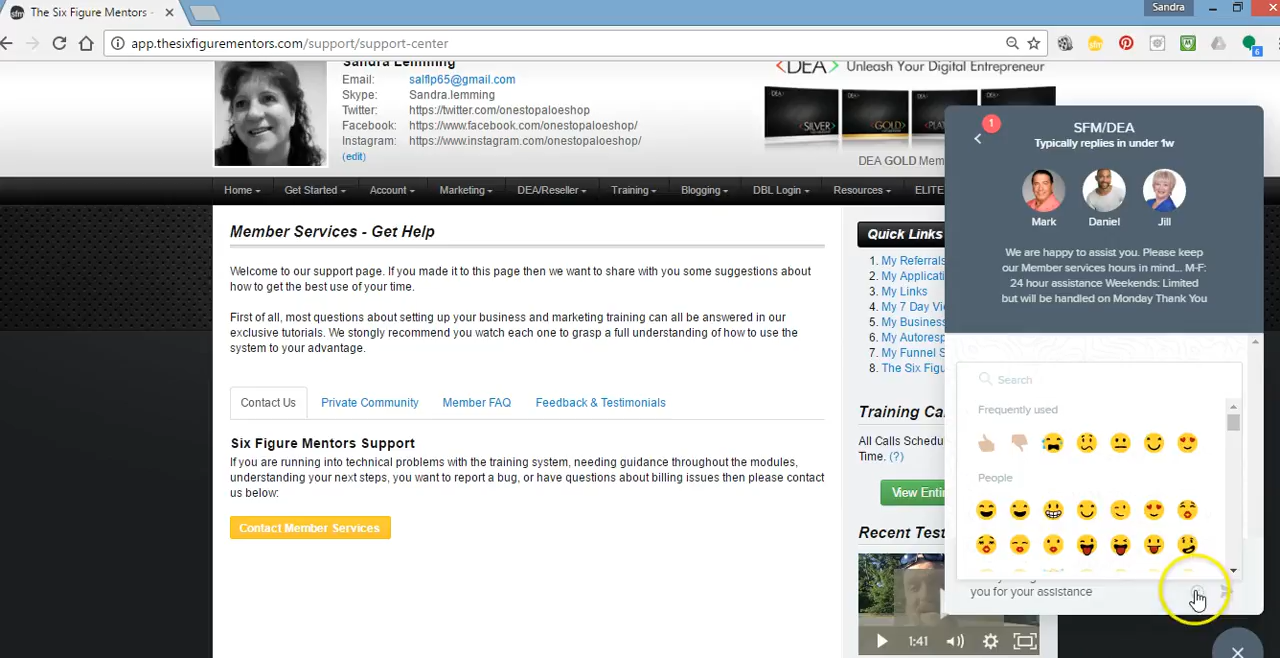 The Six Figure Mentors -
Sandra
app.thesixfigurementors.com/support/support-center
6
Sandra Lemming
Email: salflp65@gmail.com
Skype: Sandra.lemming
Twitter: https://twitter.com/onestopaloeshop
Facebook: https://www.facebook.com/onestopaloeshop/
Instagram: https://www.instagram.com/onestopaloeshop/
(edit)
<DEA> Unleash Your Digital Entrepreneur
SILVER GOLD
DEA GOLD Mem
Home Get Started Account Marketing DEA/Reseller Training Blogging DBL Login Resources ELITE
Member Services - Get Help
Welcome to our support page. If you made it to this page then we want to share with you some suggestions about
how to get the best use of your time.
First of all, most questions about setting up your business and marketing training can all be answered in our
exclusive tutorials. We stongly recommend you watch each one to grasp a full understanding of how to use the
system to your advantage.
Contact Us Private Community Member FAQ Feedback & Testimonials
Six Figure Mentors Support
If you are running into technical problems with the training system, needing guidance throughout the modules,
understanding your next steps, you want to report a bug, or have questions about billing issues then please contact
us below:
Contact Member Services
Quick Links
1. My Referrals
2. My Applicati
3. My Links
4. My 7 Day Vi
5. My Business
6. My Autoresp
7. My Funnel S
8. The Six Figu
Training Ca
All Calls Schedu
Time. (?)
View Entir
Recent Test
1:41
1
SFM/DEA
Typically replies in under 1w
Mark Daniel Jill
We are happy to assist you. Please keep
our Member services hours in mind... M-F:
24 hour assistance Weekends: Limited
but will be handled on Monday Thank You
Search
Frequently used
People
you for your assistance